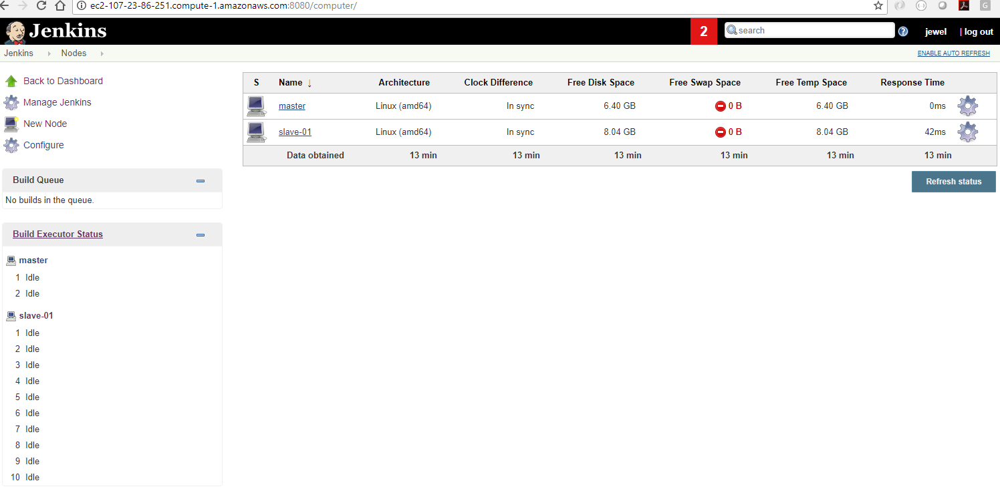 ec2-107-23-86-251.compute-1.amazonaws.com:8080/computer/
G
Jenkins
2
search
?
jewel
| log out
Jenkins
Nodes
ENABLE AUTO REFRESH
Back to Dashboard
Manage Jenkins
New Node
Configure
Build Queue
No builds in the queue.
Build Executor Status
master
1 Idle
2 Idle
slave-01
1 Idle
2 Idle
3 Idle
4 Idle
5 Idle
6 Idle
7 Idle
8 Idle
9 Idle
10 Idle
S Name ↓ Architecture Clock Difference Free Disk Space Free Swap Space Free Temp Space Response Time
master Linux (amd64) In sync 6.40 GB 0 B 6.40 GB 0ms
slave-01 Linux (amd64) In sync 8.04 GB 0 B 8.04 GB 42ms
Data obtained 13 min 13 min 13 min 13 min 13 min 13 min
Refresh status